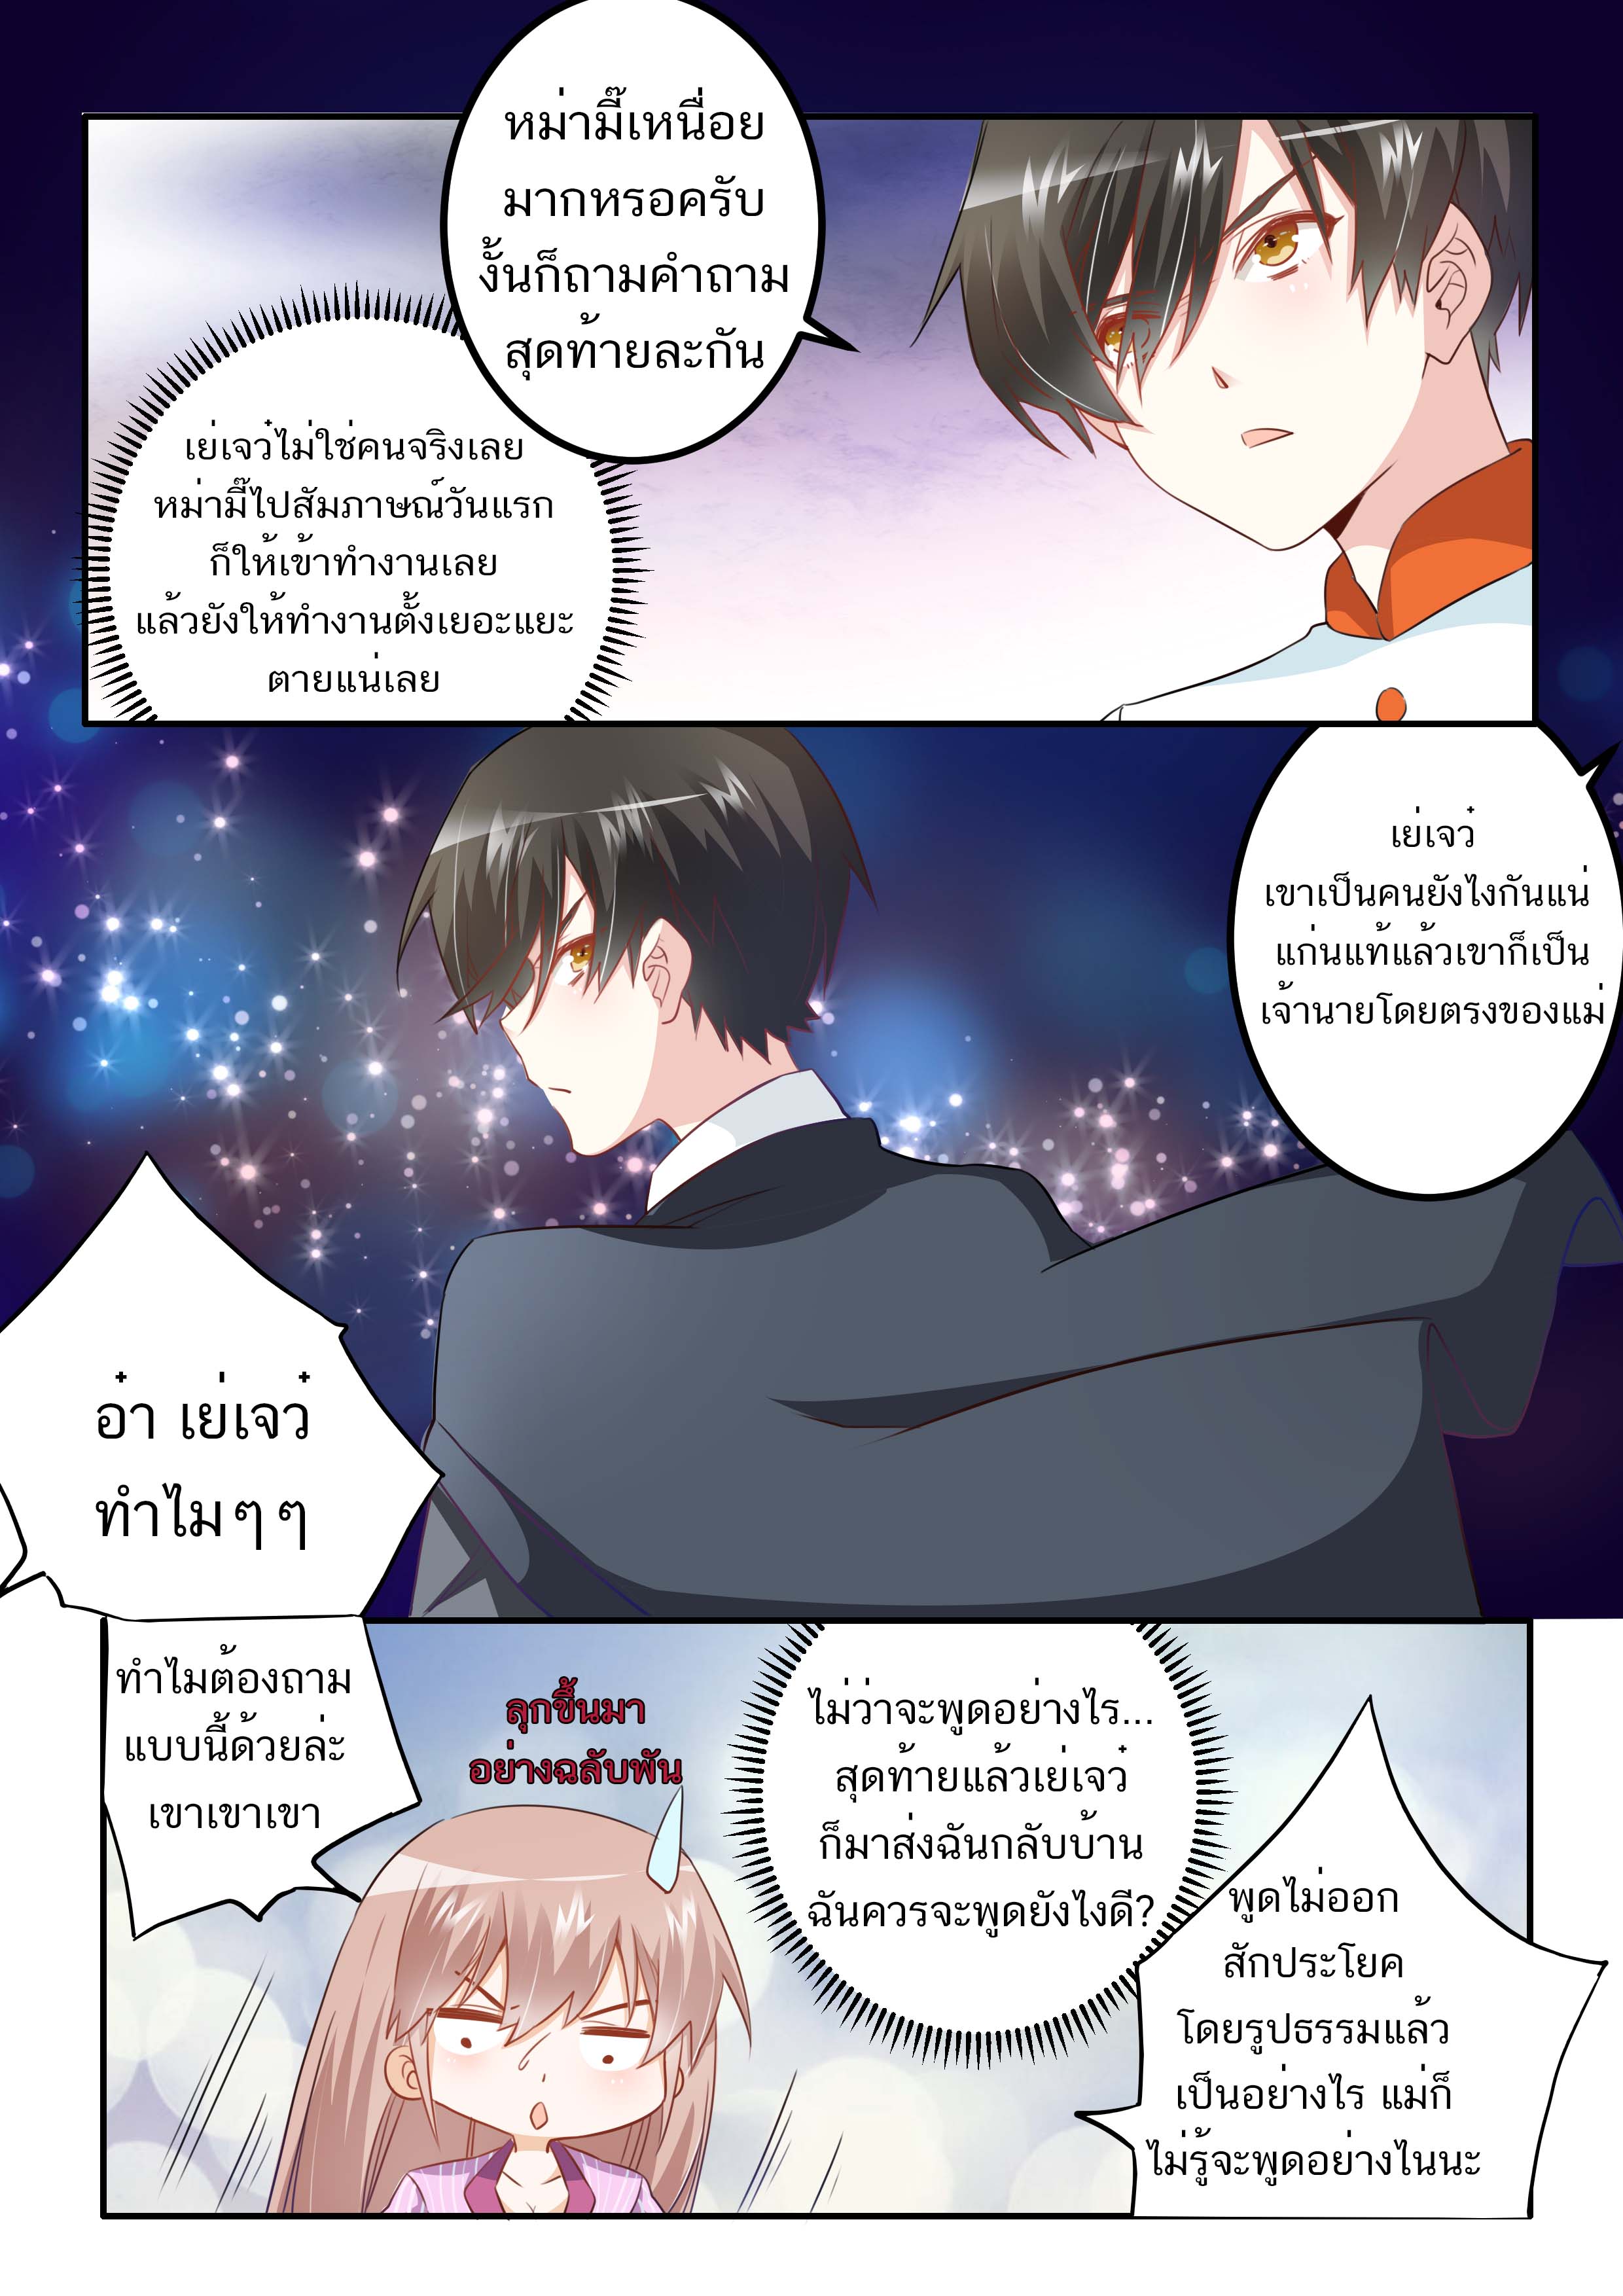 หม่ามี๊เหนื่อย
มากหรอครับ
งั้นก็ถามคำถาม
สุดท้ายละกัน
เย่เจว๋ไม่ใช่คนจริงเลย
หม่ามี๊ไปสัมภาษณ์วันแรก
ก็ให้เข้าทำงานเลย
แล้วยังให้ทำงานตั้งเยอะแยะ
ตายแน่เลย
เย่เจว๋
เขาเป็นคนยังไงกันแน่
แก่นแท้แล้วเขาก็เป็น
เจ้านายโดยตรงของแม่
อ๋า เย่เจว๋
ทำไมๆๆ
ทำไมต้องถาม
แบบนี้ด้วยล่ะ
เขาเขาเขา
ลุกขึ้นมา
อย่างฉลับพัน
ไม่ว่าจะพูดอย่างไร...
สุดท้ายแล้วเย่เจว๋
ก็มาส่งฉันกลับบ้าน
ฉันควรจะพูดยังไงดี?
พูดไม่ออก
สักประโยค
โดยรูปธรรมแล้ว
เป็นอย่างไร แม่ก็
ไม่รู้จะพูดอย่างไนนะ